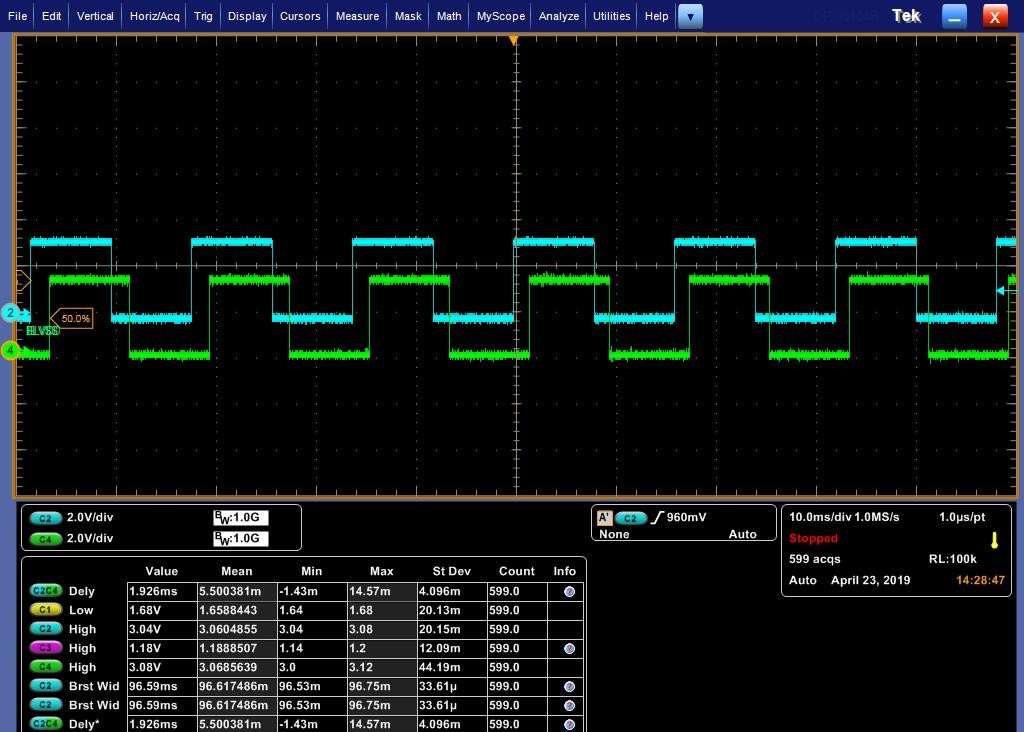 File Edit Vertical Horiz/Acq Trig Display Cursors Measure Mask Math MyScope Analyze Utilities Help Tek X
2
50.0%
ELVSS
4
C2 2.0V/div BW:1.0G
C4 2.0V/div BW:1.0G
A' C2 960mV
None Auto
10.0ms/div 1.0MS/s 1.0µs/pt
Stopped
599 acqs RL:100k
Auto April 23, 2019 14:28:47
Value Mean Min Max St Dev Count Info
C2C4 Dely 1.926ms 5.500381m -1.43m 14.57m 4.096m 599.0
C1 Low 1.68V 1.6588443 1.64 1.68 20.13m 599.0
C2 High 3.04V 3.0604855 3.04 3.08 20.15m 599.0
C3 High 1.18V 1.1888507 1.14 1.2 12.09m 599.0
C4 High 3.08V 3.0685639 3.0 3.12 44.19m 599.0
C2 Brst Wid 96.59ms 96.617486m 96.53m 96.75m 33.61µ 599.0
C2 Brst Wid 96.59ms 96.617486m 96.53m 96.75m 33.61µ 599.0
C2C4 Dely* 1.926ms 5.500381m -1.43m 14.57m 4.096m 599.0